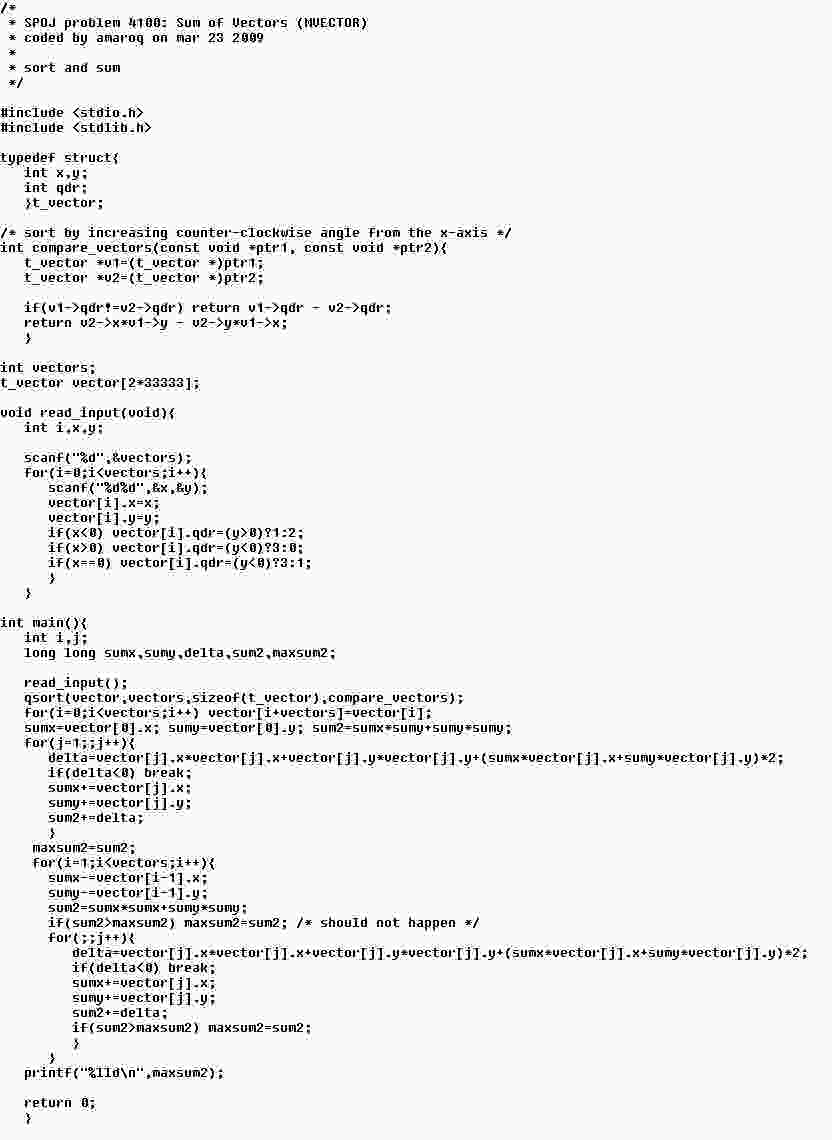 /*
 * SPOJ problem 4100: Sum of Vectors (NVECTOR)
 * coded by amaroq on mar 23 2009
 *
 * sort and sum
 */

#include <stdio.h>
#include <stdlib.h>

typedef struct{
   int x,y;
   int qdr;
   }t_vector;

/* sort by increasing counter-clockwise angle from the x-axis */
int compare_vectors(const void *ptr1, const void *ptr2){
   t_vector *v1=(t_vector *)ptr1;
   t_vector *v2=(t_vector *)ptr2;

   if(v1->qdr!=v2->qdr) return v1->qdr - v2->qdr;
   return v2->x*v1->y - v2->y*v1->x;
   }

int vectors;
t_vector vector[2*33333];

void read_input(void){
   int i,x,y;

   scanf("%d",&vectors);
   for(i=0;i<vectors;i++){
      scanf("%d%d",&x,&y);
      vector[i].x=x;
      vector[i].y=y;
      if(x<0) vector[i].qdr=(y>0)?1:2;
      if(x>0) vector[i].qdr=(y<0)?3:0;
      if(x==0) vector[i].qdr=(y<0)?3:1;
      }
   }

int main(){
   int i,j;
   long long sumx,sumy,delta,sum2,maxsum2;

   read_input();
   qsort(vector,vectors,sizeof(t_vector),compare_vectors);
   for(i=0;i<vectors;i++) vector[i+vectors]=vector[i];
   sumx=vector[0].x; sumy=vector[0].y; sum2=sumx*sumy+sumy*sumy;
   for(j=1;;j++){
      delta=vector[j].x*vector[j].x+vector[j].y*vector[j].y+(sumx*vector[j].x+sumy*vector[j].y)*2;
      if(delta<0) break;
      sumx+=vector[j].x;
      sumy+=vector[j].y;
      sum2+=delta;
      }
    maxsum2=sum2;
    for(i=1;i<vectors;i++){
      sumx-=vector[i-1].x;
      sumy-=vector[i-1].y;
      sum2=sumx*sumx+sumy*sumy;
      if(sum2>maxsum2) maxsum2=sum2; /* should not happen */
      for(;;j++){
         delta=vector[j].x*vector[j].x+vector[j].y*vector[j].y+(sumx*vector[j].x+sumy*vector[j].y)*2;
         if(delta<0) break;
         sumx+=vector[j].x;
         sumy+=vector[j].y;
         sum2+=delta;
         if(sum2>maxsum2) maxsum2=sum2;
         }
      }
   printf("%lld\n",maxsum2);

   return 0;
   }